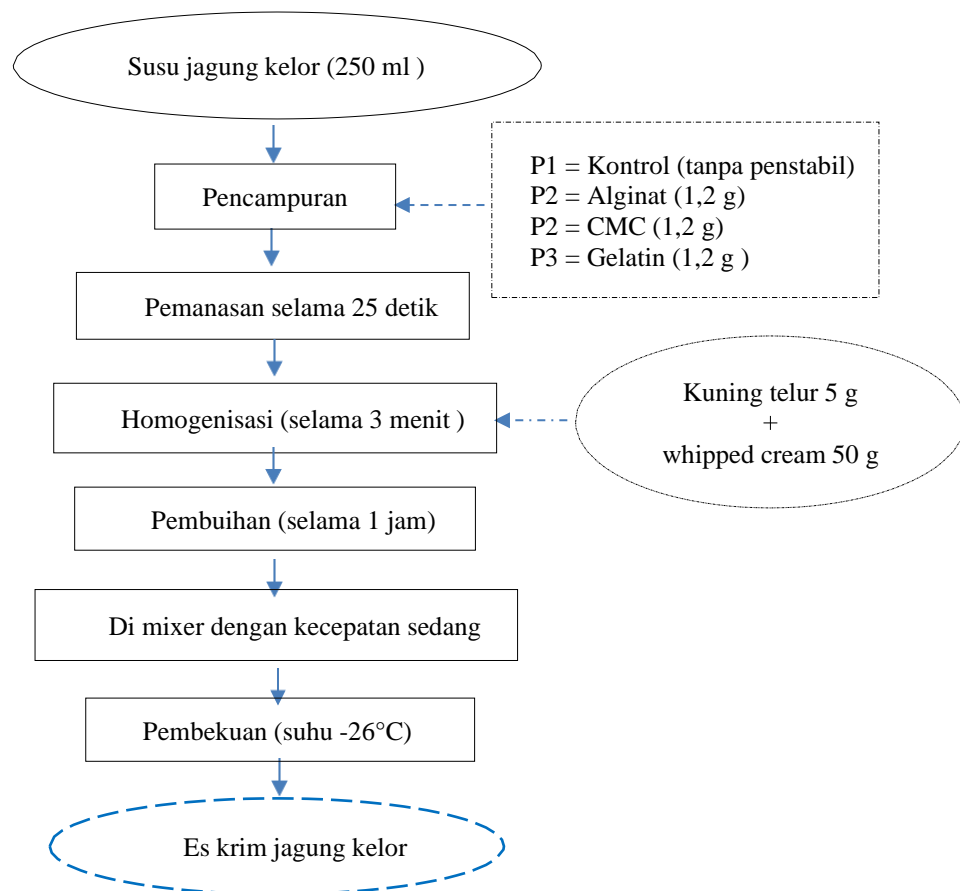 Susu jagung kelor (250 ml )
Pencampuran
P1 = Kontrol (tanpa penstabil)
P2 = Alginat (1,2 g)
P2 = CMC (1,2 g)
P3 = Gelatin (1,2 g )
Pemanasan selama 25 detik
Homogenisasi (selama 3 menit )
Kuning telur 5 g
+
whipped cream 50 g
Pembuihan (selama 1 jam)
Di mixer dengan kecepatan sedang
Pembekuan (suhu -26°C)
Es krim jagung kelor